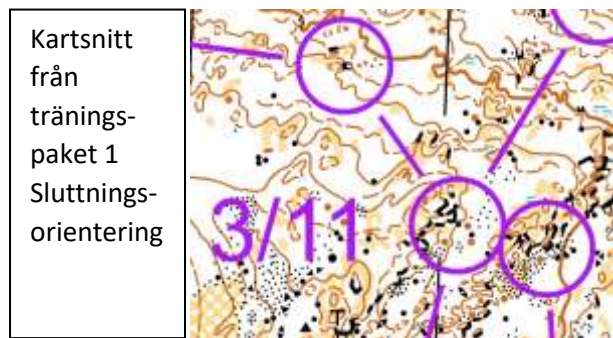 Kartsnitt
från
tränings-
paket 1
Sluttnings-
orientering
3/11